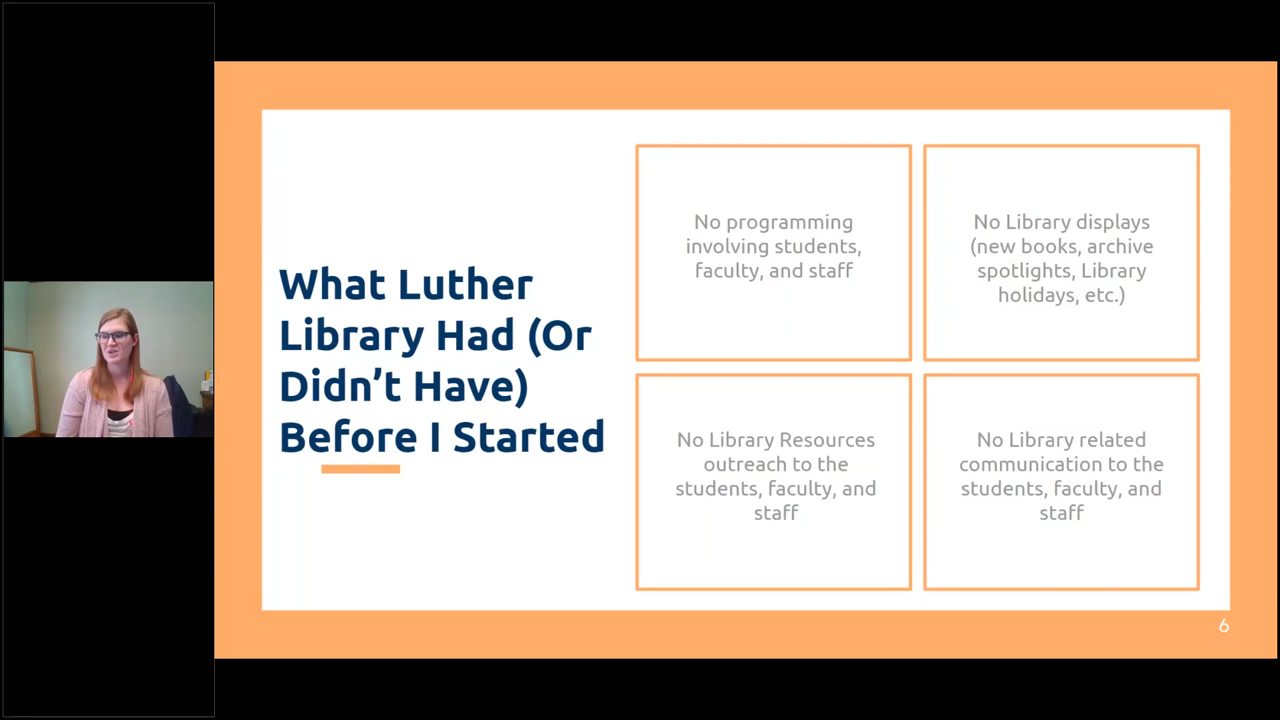 What Luther
Library Had (Or
Didn't Have)
Before I Started
No programming
involving students,
faculty, and staff
No Library displays
(new books, archive
spotlights, Library
holidays, etc.)
No Library Resources
outreach to the
students, faculty, and
staff
No Library related
communication to the
students, faculty, and
staff
6